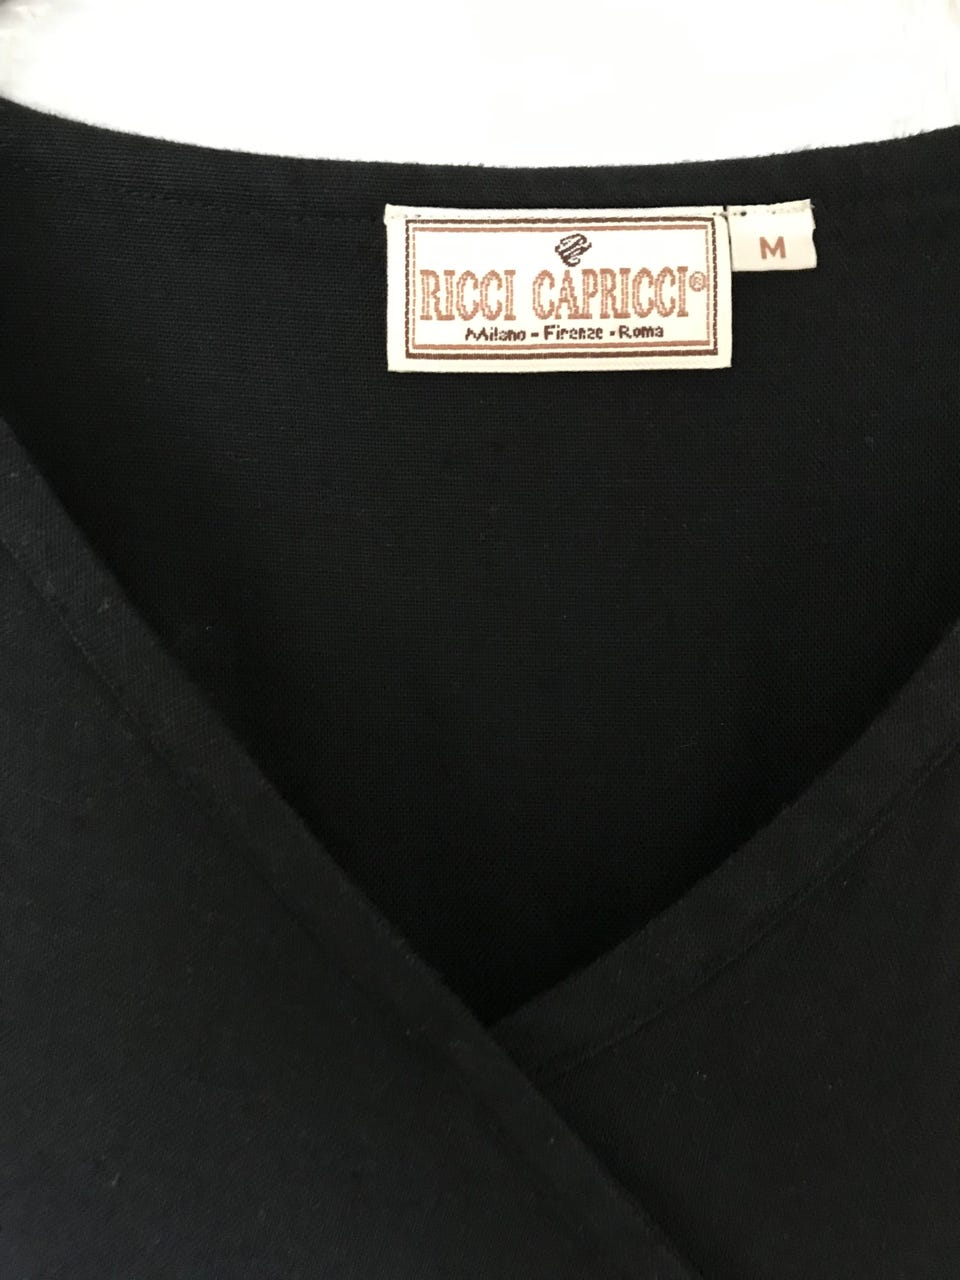 RICCI CAPRICCI®
Milano - Firenze - Roma
M